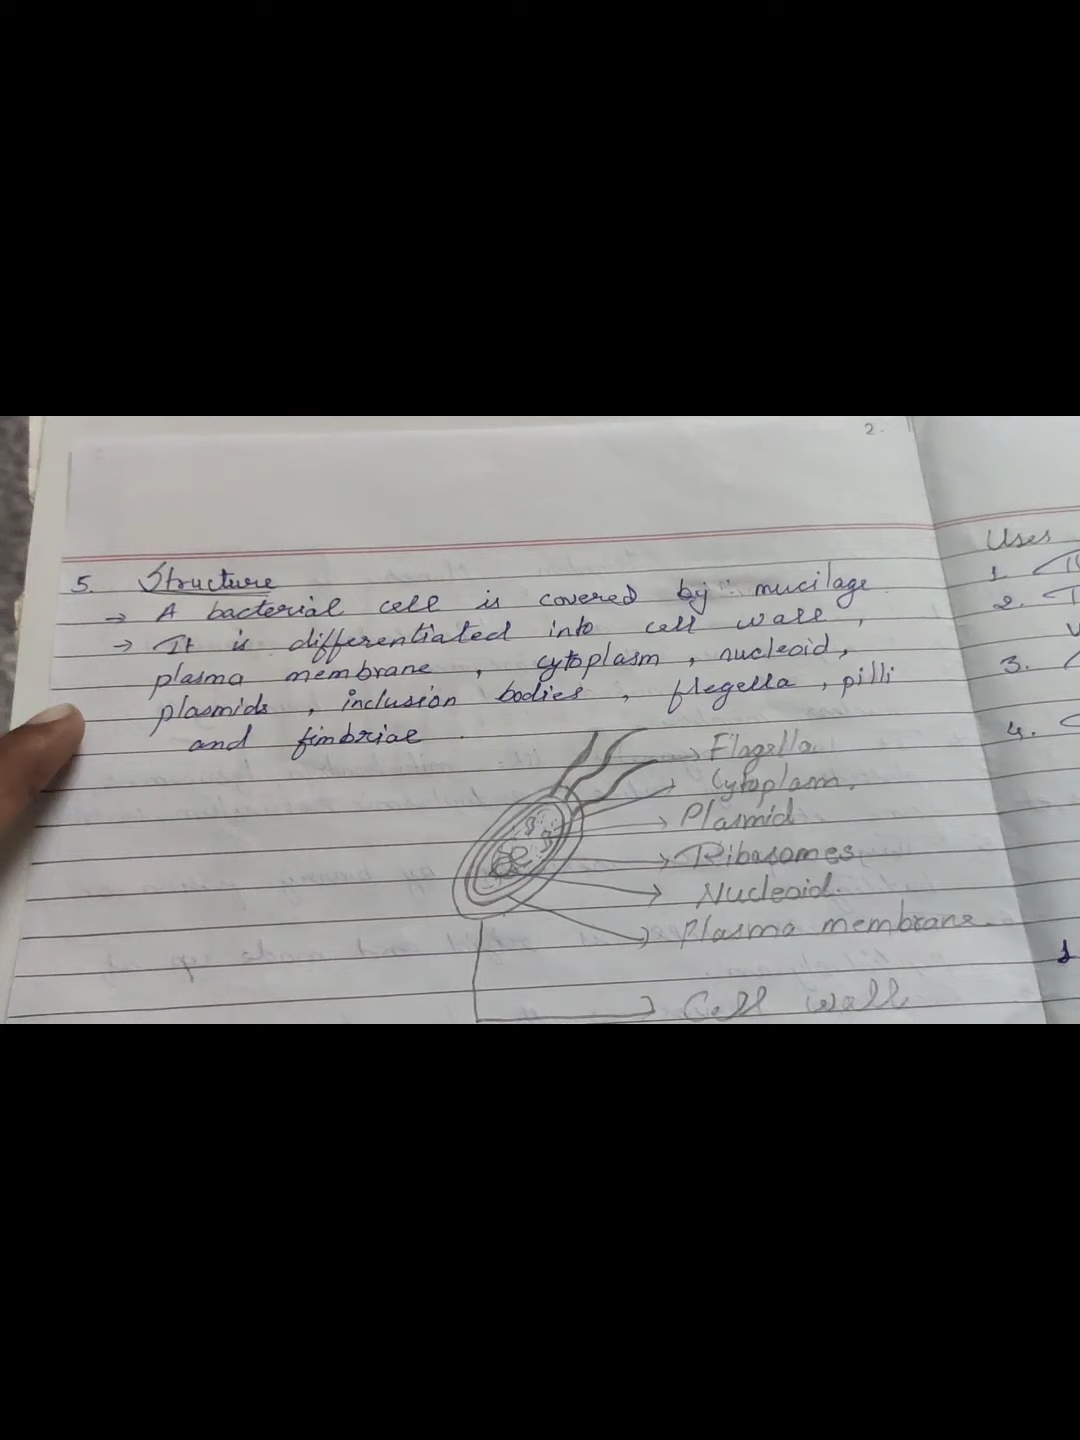 2.
5. Structure
→ A bacterial cell is covered by mucilage
→ It is differentiated into cell wall,
plasma membrane, cytoplasm, nucleoid,
plasmids, inclusion bodies, flegella, pilli
and fimbriae.
→ Flagella
→ Cytoplasm.
→ Plasmid
→ Ribosomes
→ Nucleoid.
→ Plasma membrane.
→ Cell wall
Uses
1.
2.
3.
4.